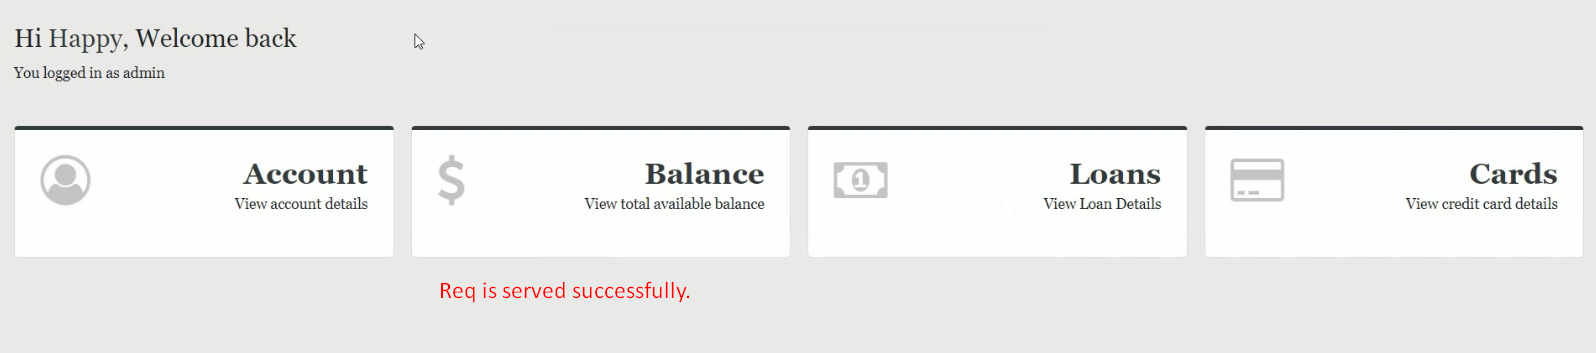 Hi Happy, Welcome back
You logged in as admin
Account
View account details
Balance
View total available balance
1
Loans
View Loan Details
Cards
View credit card details
Req is served successfully.